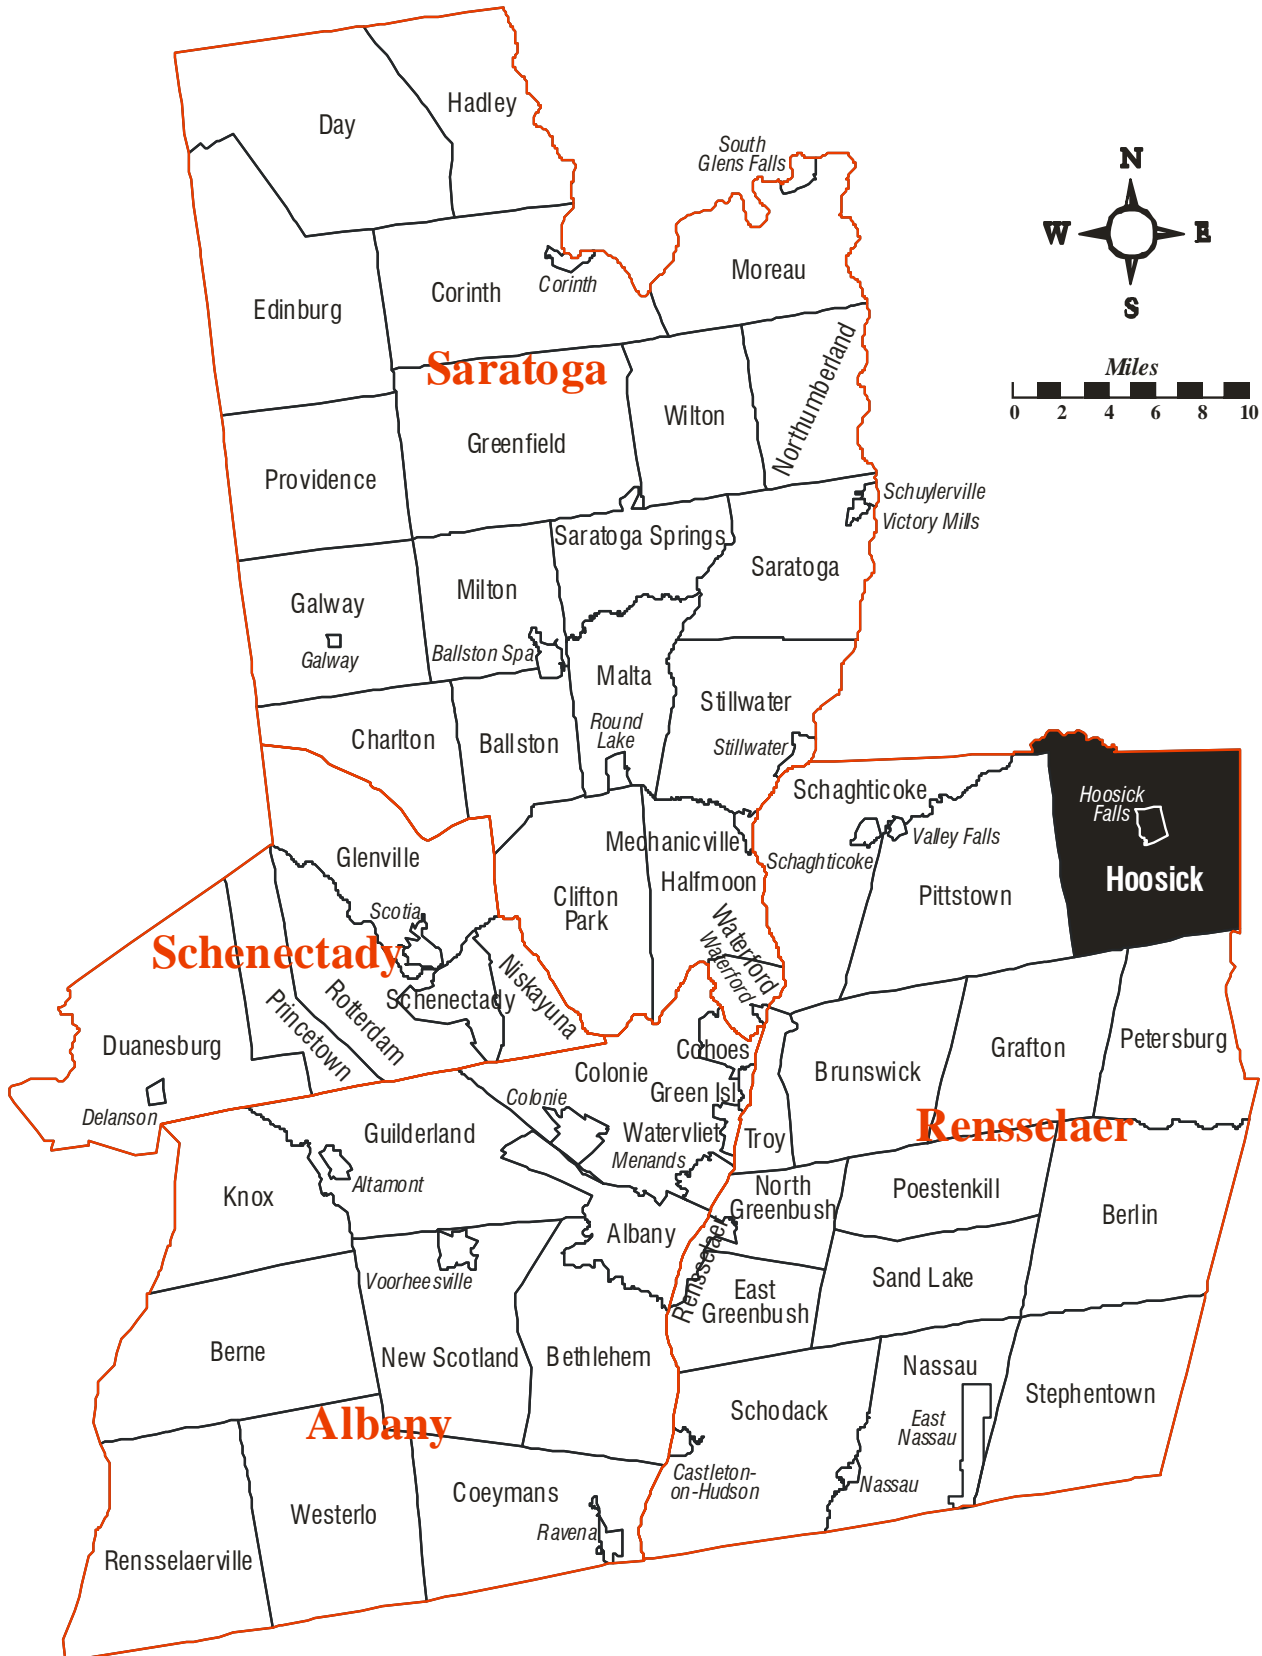 Hadley
Day
South
Glens Falls
N
W
E
S
Moreau
Corinth
Corinth
Edinburg
Miles
0 2 4 6 8 10
Saratoga
Northumberland
Wilton
Greenfield
Providence
Schuylerville
Victory Mills
Saratoga Springs
Saratoga
Milton
Galway
Galway
Ballston Spa
Malta
Stillwater
Round
Lake
Stillwater
Charlton
Ballston
Schaghticoke
Hoosick
Falls
Valley Falls
Mechanicville
Schaghticoke
Glenville
Halfmoon
Hoosick
Clifton
Park
Pittstown
Scotia
Waterford
Waterford
Schenectady
Niskayuna
Schenectady
Rotterdam
Princetown
Duanesburg
Cohoes
Grafton
Petersburg
Colonie
Brunswick
Green Isl.
Colonie
Delanson
Guilderland
Watervliet
Troy
Rensselaer
Menands
Altamont
Knox
North
Greenbush
Poestenkill
Berlin
Albany
Rensselaer
Voorheesville
Sand Lake
East
Greenbush
Berne
New Scotland
Bethlehem
Nassau
Stephentown
Schodack
Albany
East
Nassau
Castleton-
on-Hudson
Nassau
Coeymans
Westerlo
Ravena
Rensselaerville